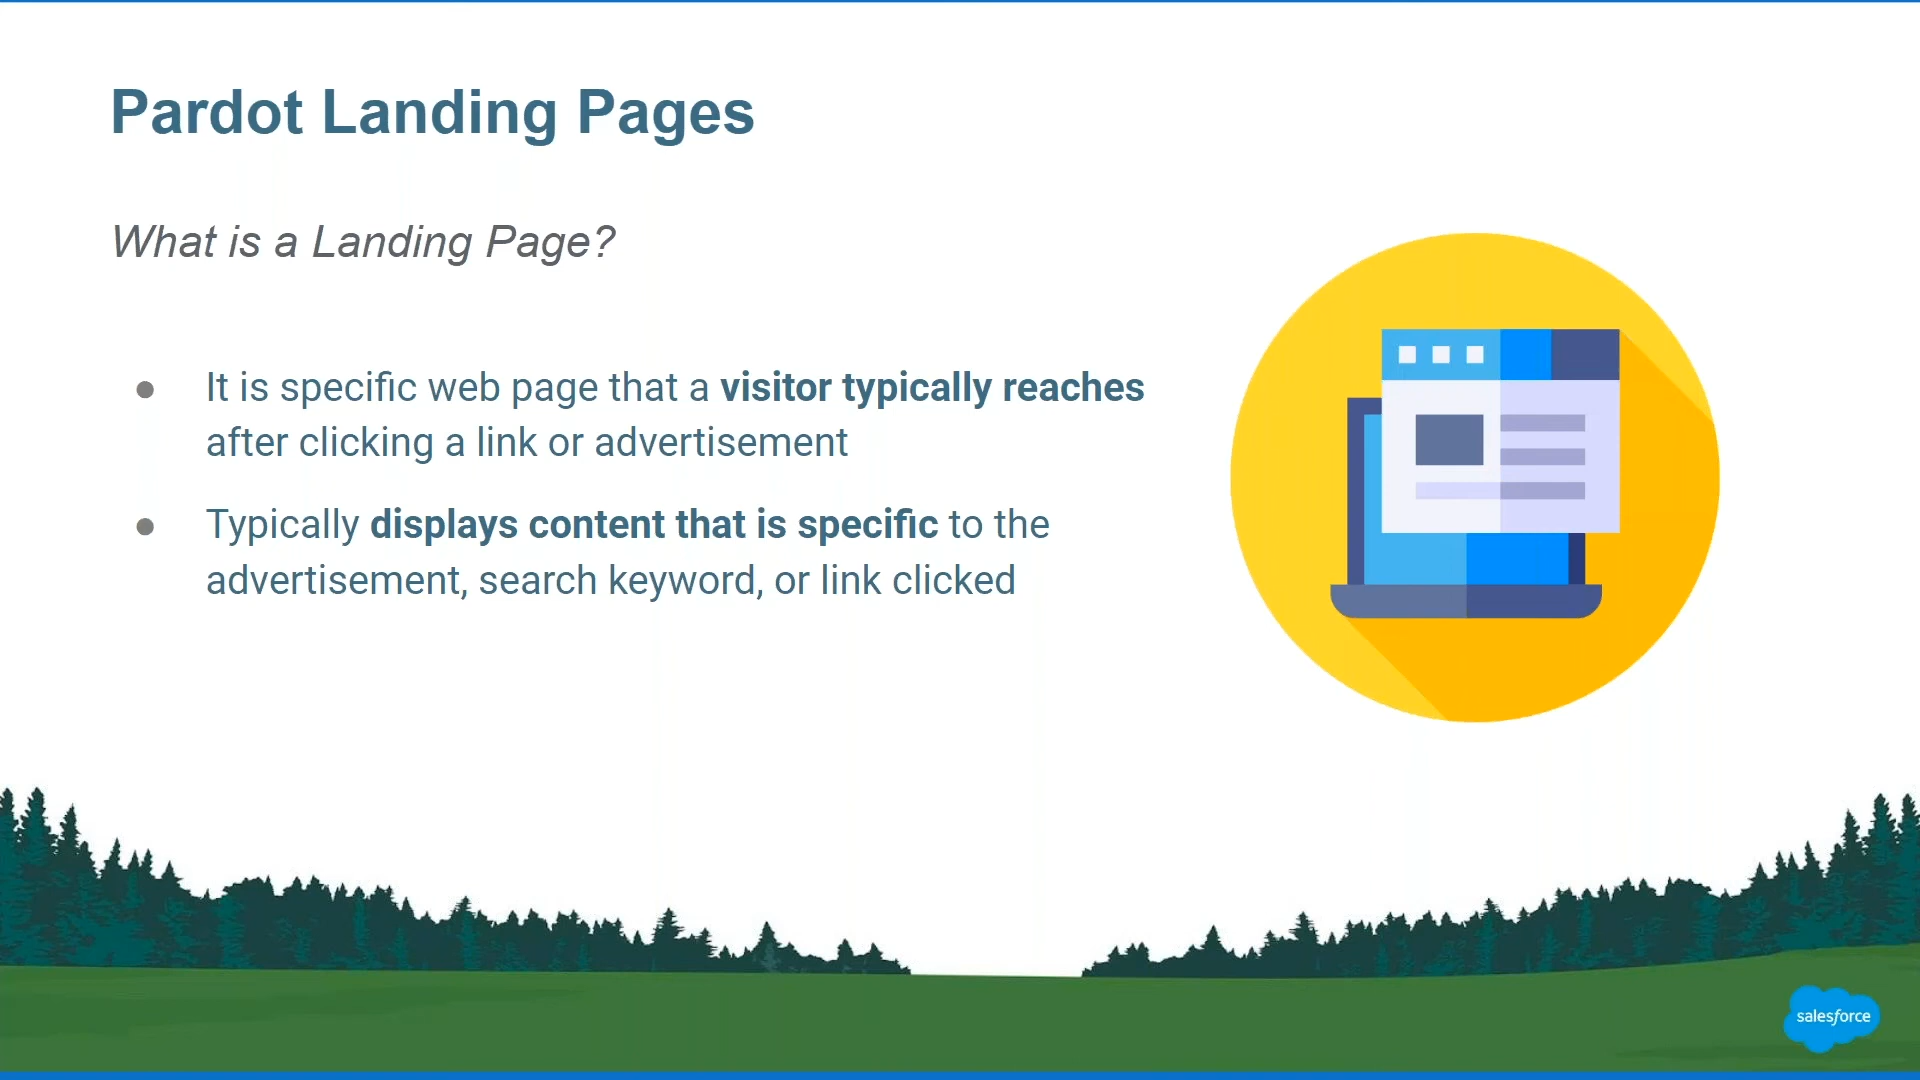 Pardot Landing Pages
What is a Landing Page?
● It is specific web page that a visitor typically reaches
after clicking a link or advertisement
● Typically displays content that is specific to the
advertisement, search keyword, or link clicked
salesforce